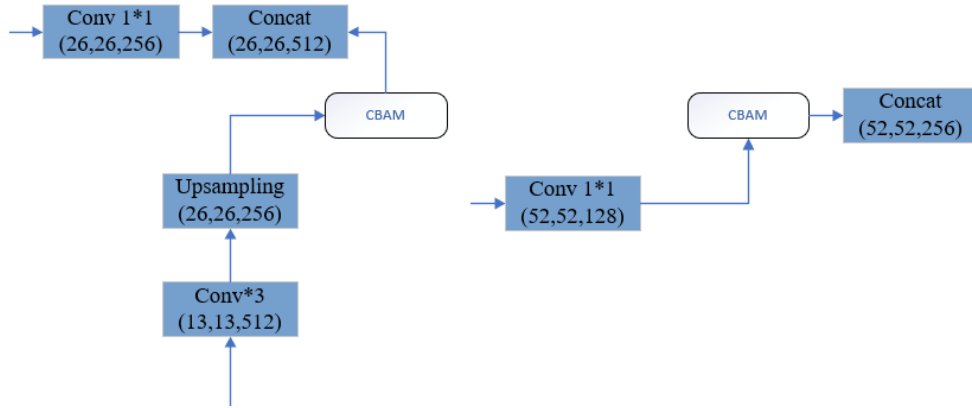 Conv 1*1
(26,26,256)
Concat
(26,26,512)
CBAM
Upsampling
(26,26,256)
Conv*3
(13,13,512)
CBAM
Concat
(52,52,256)
Conv 1*1
(52,52,128)